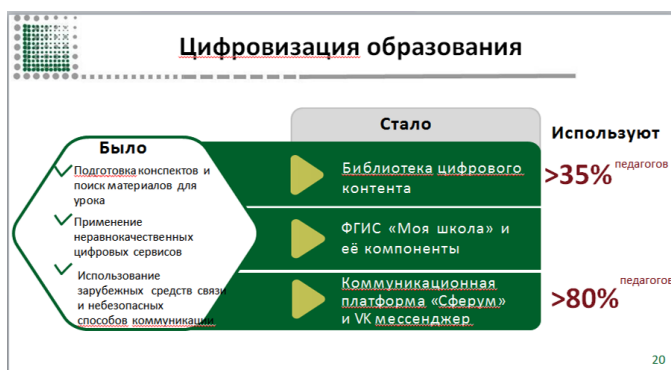 Цифровизация образования
Было
Подготовка конспектов и
поиск материалов для
урока
Применение
неравнокачественных
цифровых сервисов
Использование
зарубежных средств связи
и небезопасных
способов коммуникации
Стало
Библиотека цифрового
контента
ФГИС «Моя школа» и
её компоненты
Коммуникационная
платформа «Сферум»
и VK мессенджер
Используют
>35% педагогов
>80% педагогов
20